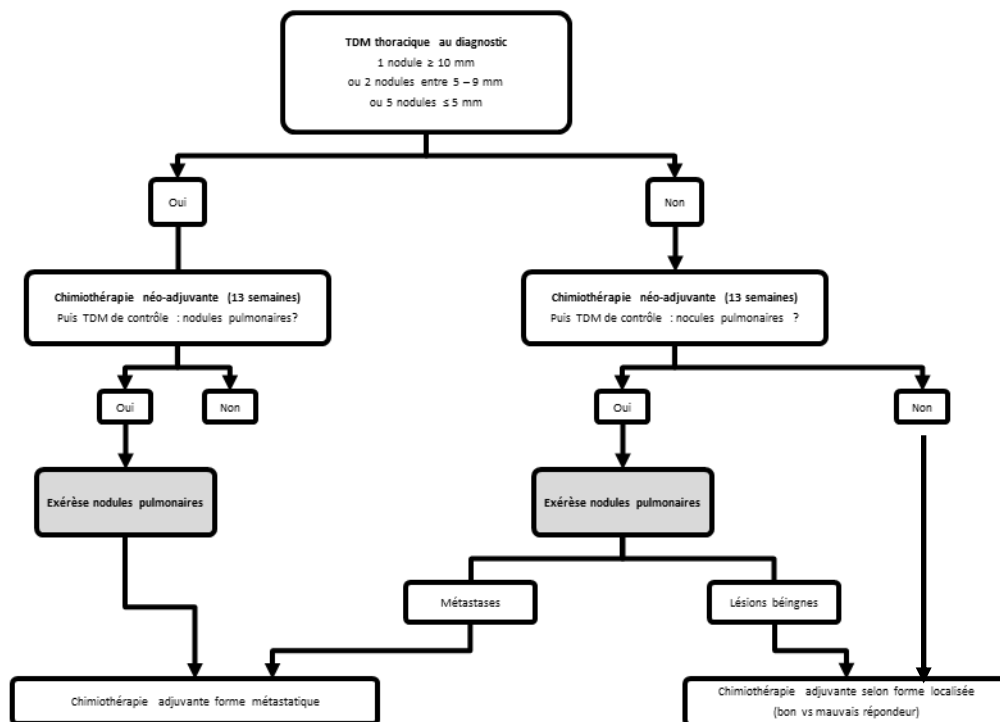 TDM thoracique au diagnostic
1 nodule ≥ 10 mm
ou 2 nodules entre 5 – 9 mm
ou 5 nodules ≤ 5 mm
Oui
Non
Chimiothérapie néo-adjuvante (13 semaines)
Puis TDM de contrôle : nodules pulmonaires?
Chimiothérapie néo-adjuvante (13 semaines)
Puis TDM de contrôle : nocules pulmonaires ?
Oui
Non
Oui
Non
Exérèse nodules pulmonaires
Exérèse nodules pulmonaires
Métastases
Lésions béingnes
Chimiothérapie adjuvante forme métastatique
Chimiothérapie adjuvante selon forme localisée
(bon vs mauvais répondeur)